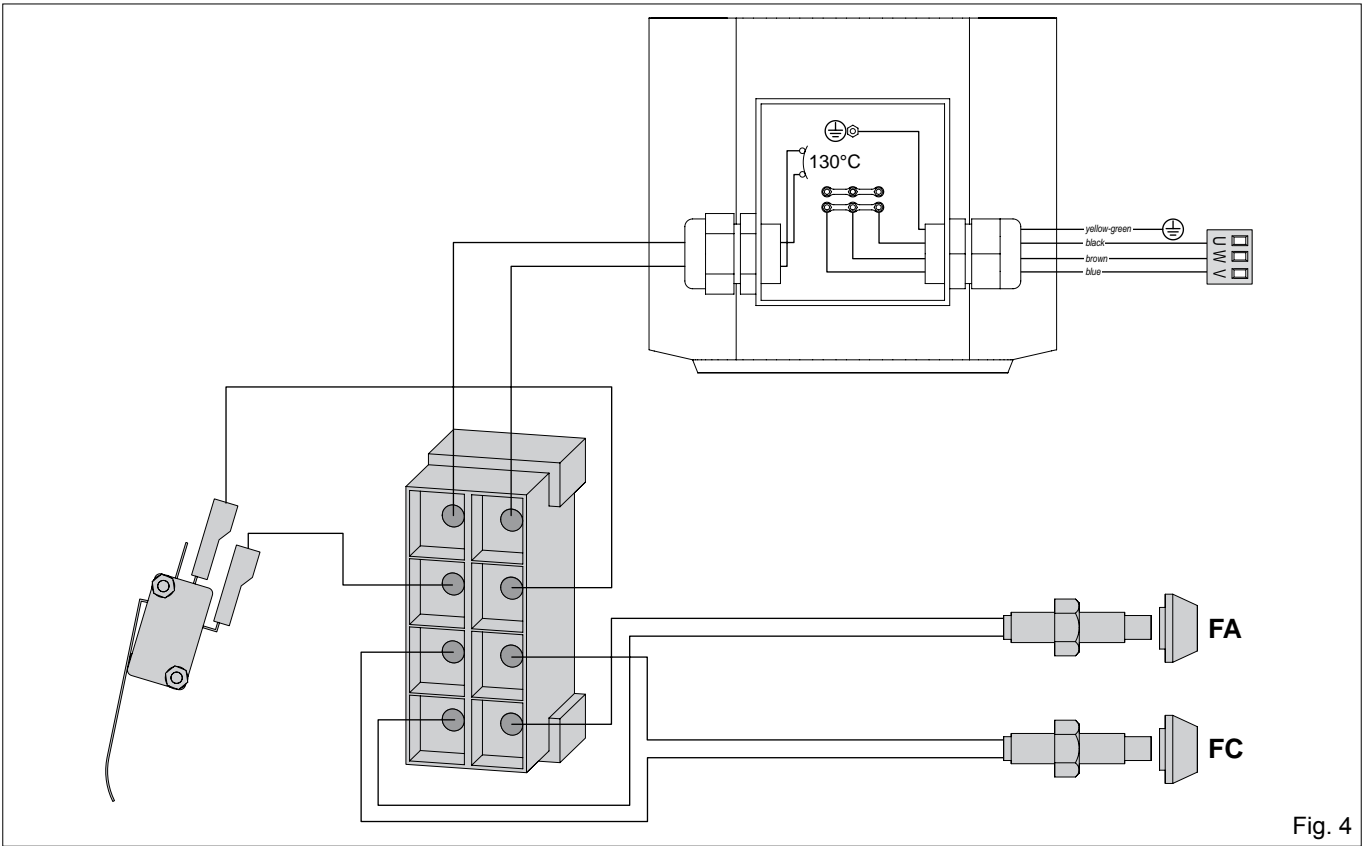 130°C
yellow-green
black
brown
blue
U
W
V
FA
FC
Fig. 4